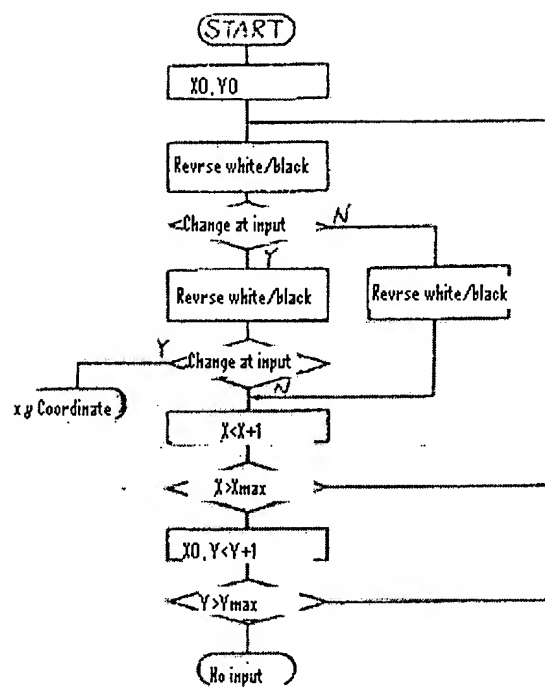 START
X0, Y0
Revrse white/black
Change at input
N
Y
Revrse white/black
Revrse white/black
Y
Change at input
N
x y Coordinate
X<X+1
X>Xmax
X0, Y<Y+1
Y>Ymax
No input